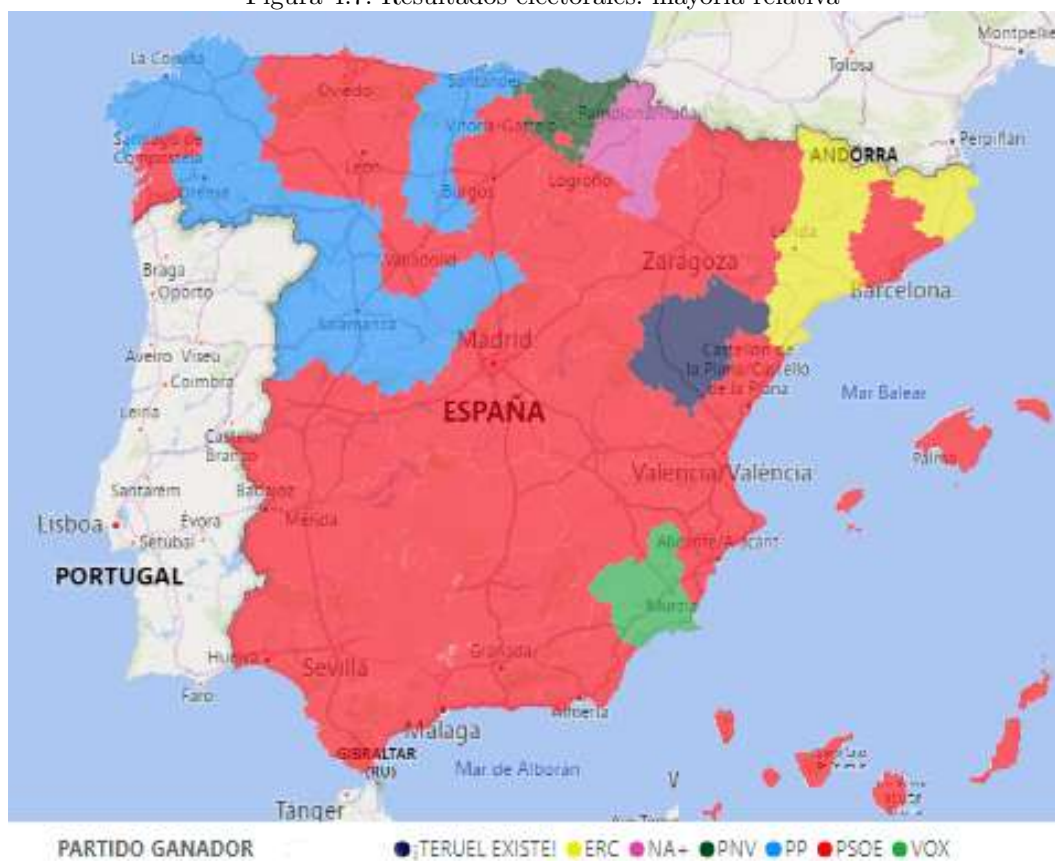 Figura 4.7: Resultados electorales: mayoría relativa
La Coruña
Montpelke
Tolosa
Oviedo
Santander
Santiago de
Compostela
Vitoria-Gasteiz
Perpiñán
ANDORRA
León
Logroño
Burgos
Orense
Valladolid
Zaragoza
Braga
Oporto
Barcelona
Salamanca
Madrid
Aveiro
Viseu
Castellón de
la Plana/Castelló
de la Plana
Coimbra
Mar Balear
ESPAÑA
Leiria
Castelo
Branco
Palma
Valencia/València
Santarem
Badajoz
Mérida
Lisboa
Évora
Setúbal
Alicante/Alacant
PORTUGAL
Murcia
Huelva
Sevilla
Granada
Faro
Almería
Málaga
GIBRALTAR
(RU)
Mar de Alborán
V
Tánger
PARTIDO GANADOR
¡TERUEL EXISTE!
ERC
NA+
PNV
PP
PSOE
VOX